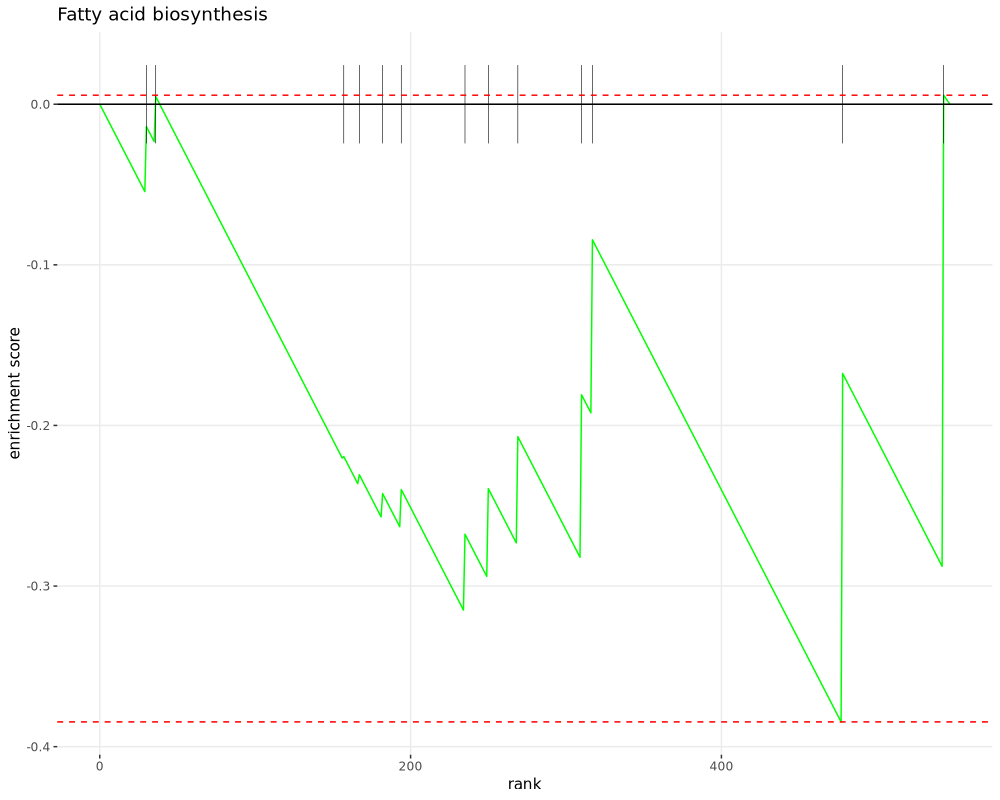 Fatty acid biosynthesis
0.0
-0.1
-0.2
-0.3
-0.4
enrichment score
0 200 400
rank